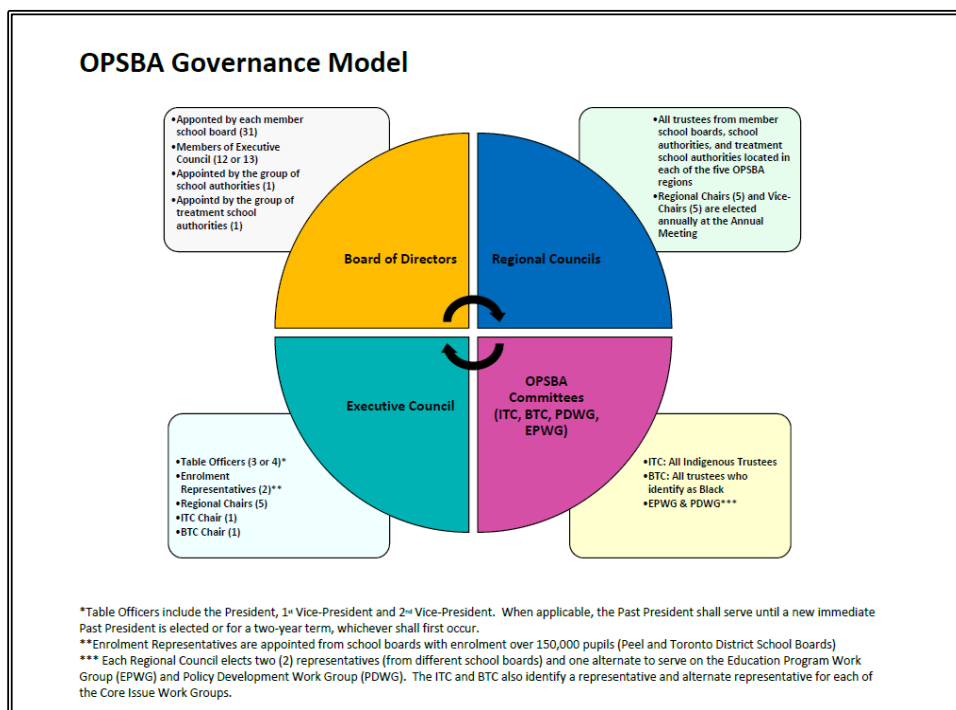 OPSBA Governance Model
•Apponted by each member
school board (31)
•Members of Executive
Council (12 or 13)
•Appointed by the group of
school authorities (1)
•Appointd by the group of
treatment school
authorities (1)
•All trustees from member
school boards, school
authorities, and treatment
school authorities located in
each of the five OPSBA
regions
•Regional Chairs (5) and Vice-
Chairs (5) are elected
annually at the Annual
Meeting
Board of Directors
Regional Councils
Executive Council
OPSBA
Committees
(ITC, BTC, PDWG,
EPWG)
•Table Officers (3 or 4)*
•Enrolment
Representatives (2)**
•Regional Chairs (5)
•ITC Chair (1)
•BTC Chair (1)
•ITC: All Indigenous Trustees
•BTC: All trustees who
identify as Black
•EPWG & PDWG***
*Table Officers include the President, 1st Vice-President and 2nd Vice-President.  When applicable, the Past President shall serve until a new immediate
Past President is elected or for a two-year term, whichever shall first occur.
**Enrolment Representatives are appointed from school boards with enrolment over 150,000 pupils (Peel and Toronto District School Boards)
*** Each Regional Council elects two (2) representatives (from different school boards) and one alternate to serve on the Education Program Work
Group (EPWG) and Policy Development Work Group (PDWG).  The ITC and BTC also identify a representative and alternate representative for each of
the Core Issue Work Groups.